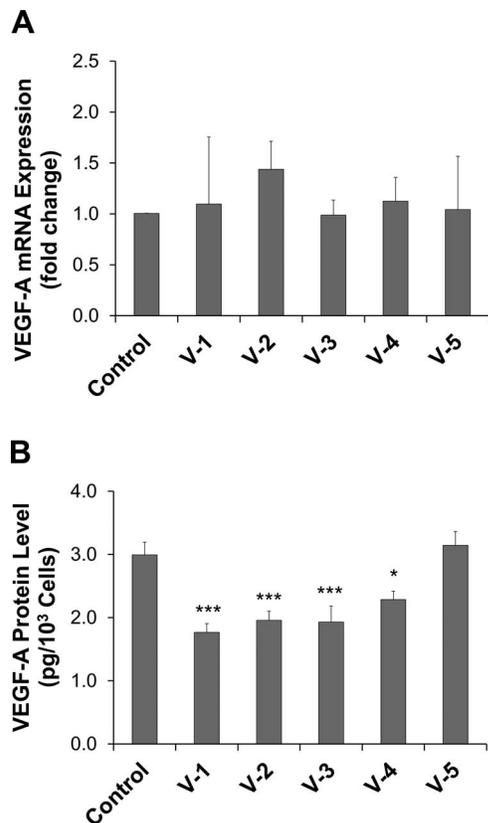 A
VEGF-A mRNA Expression
(fold change)
2.5
2.0
1.5
1.0
0.5
0.0
Control
V-1
V-2
V-3
V-4
V-5
B
VEGF-A Protein Level
(pg/10³ Cells)
4.0
3.0
2.0
1.0
0.0
***
***
***
*
Control
V-1
V-2
V-3
V-4
V-5